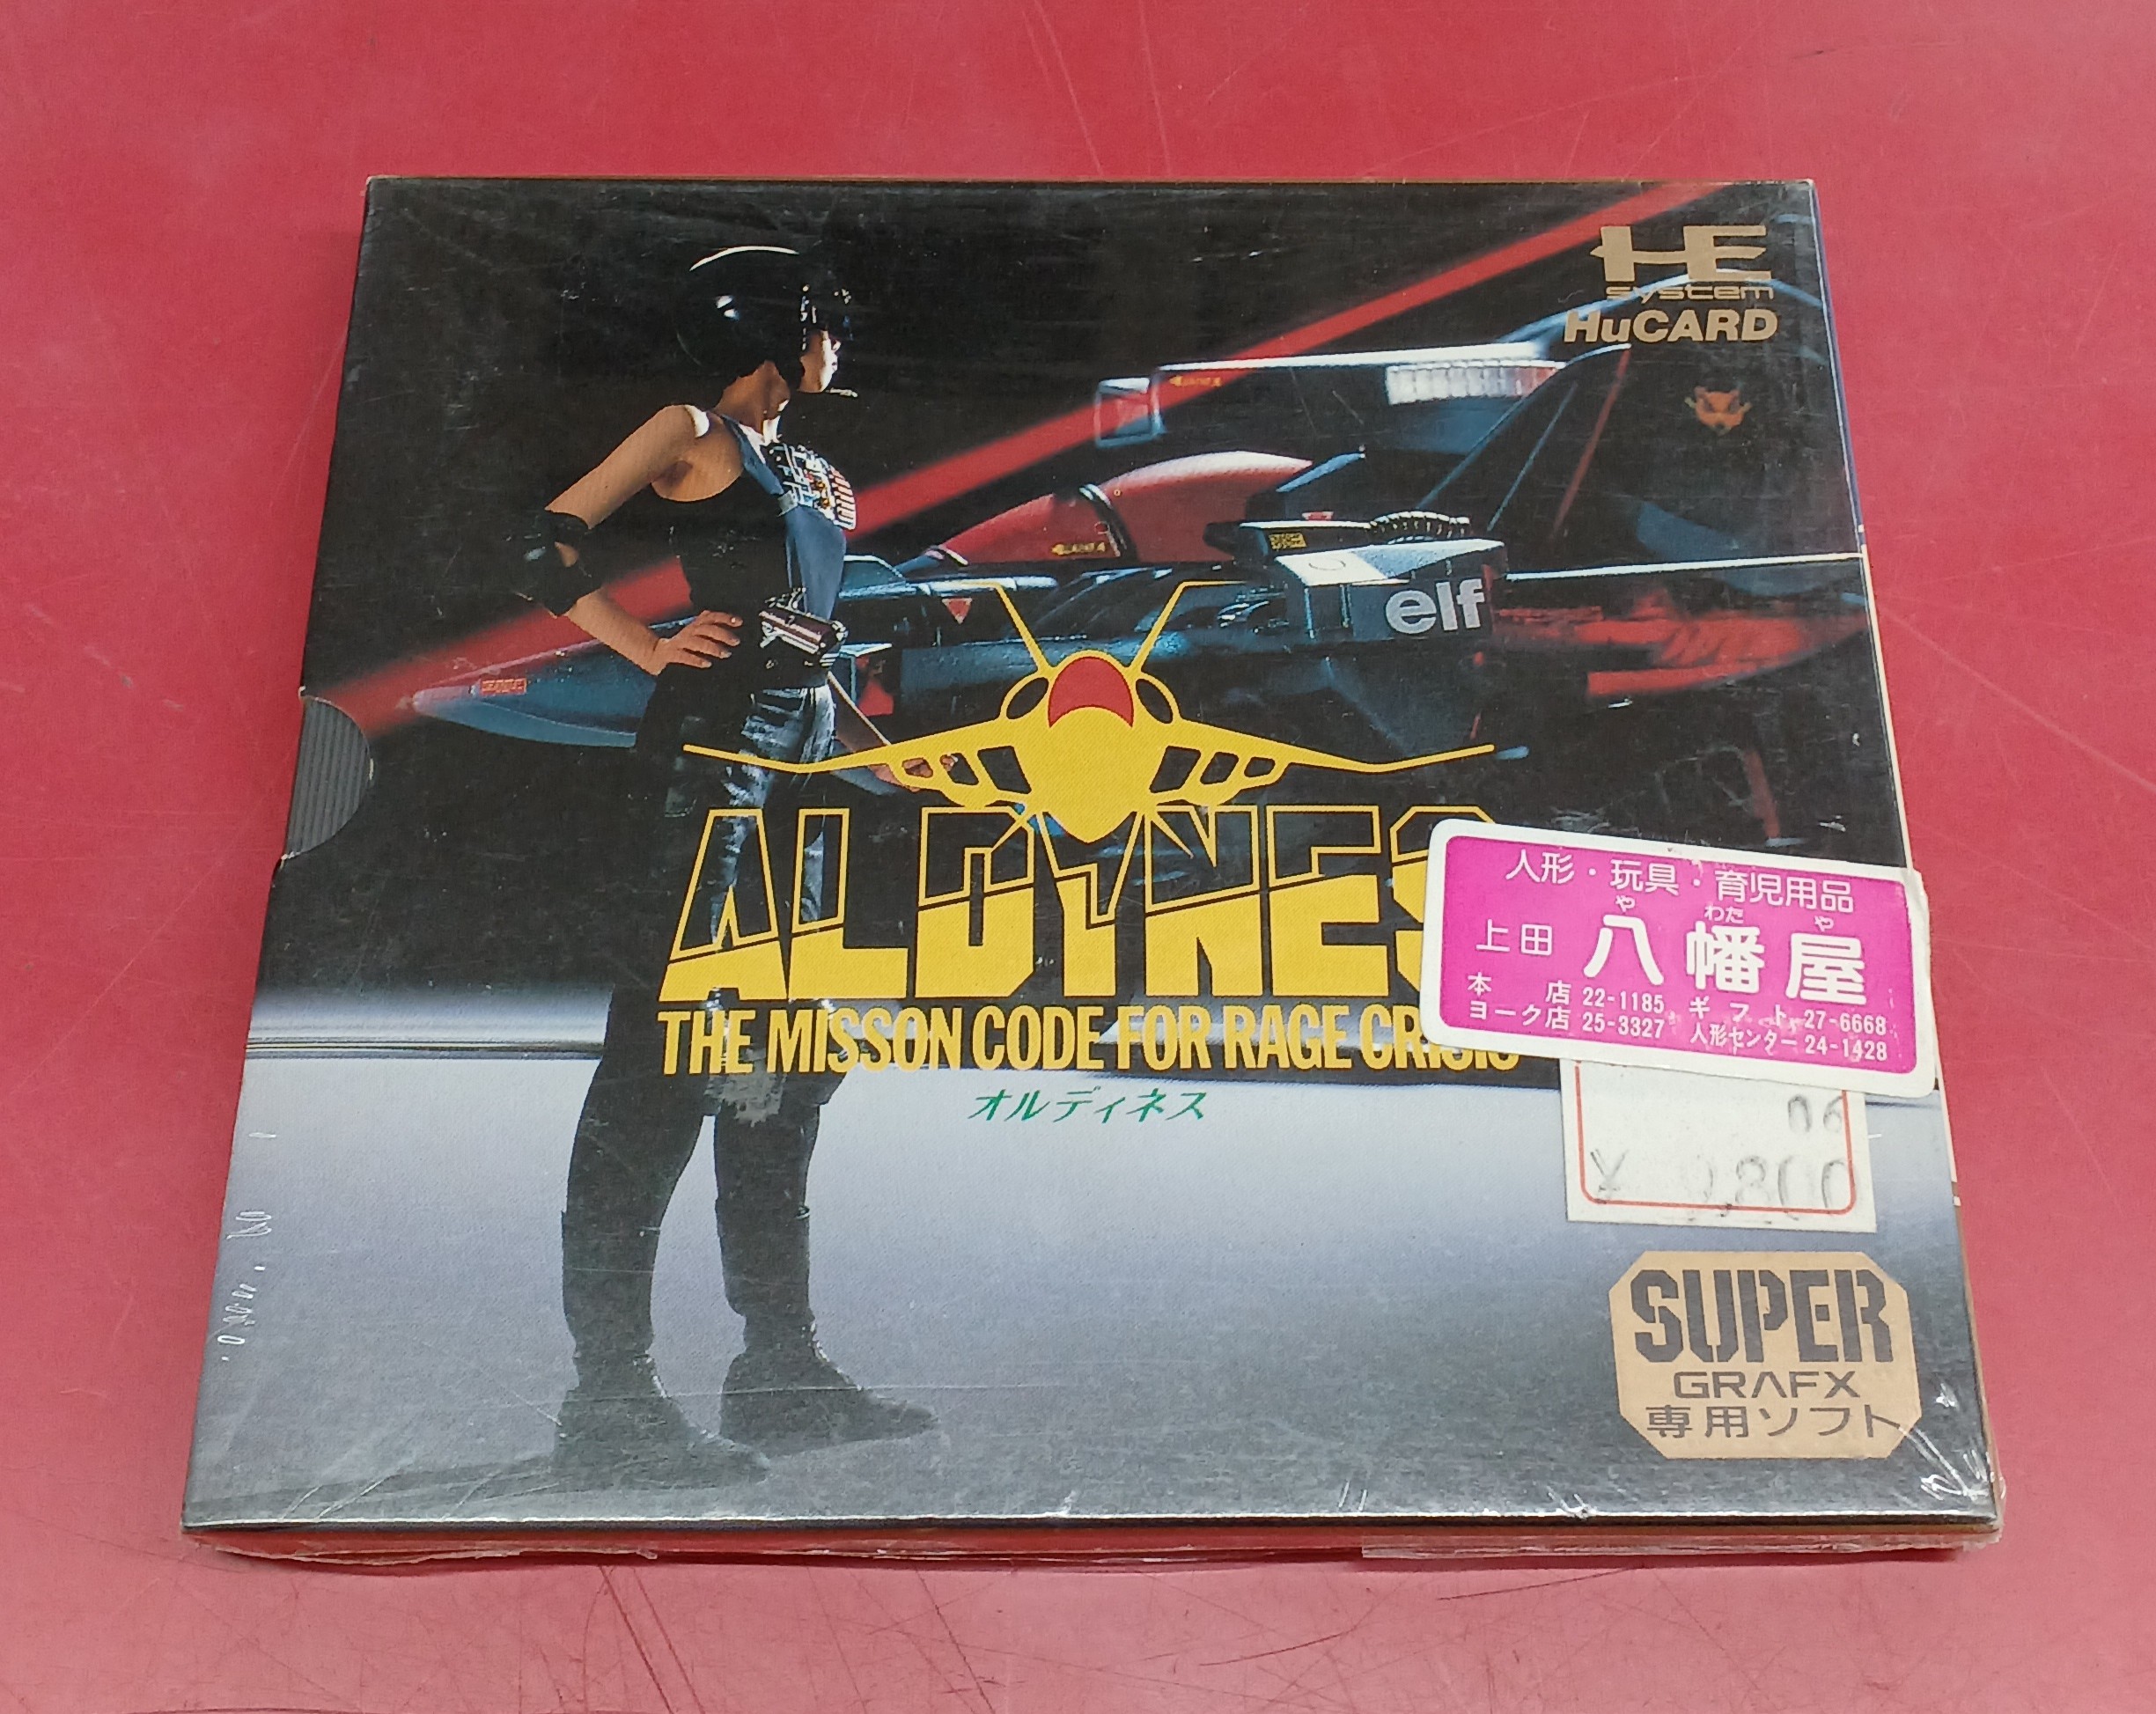 HE
system
HuCARD
elf
ALDYNES
THE MISSON CODE FOR RAGE CRISIS
オルディネス
人形・玩具・育児用品
や わた や
上田 八幡屋
本 店 22-1185 ギフト 27-6668
ヨーク店 25-3327 人形センター 24-1428
06
¥ 9800
SUPER
GRAFX
専用ソフト